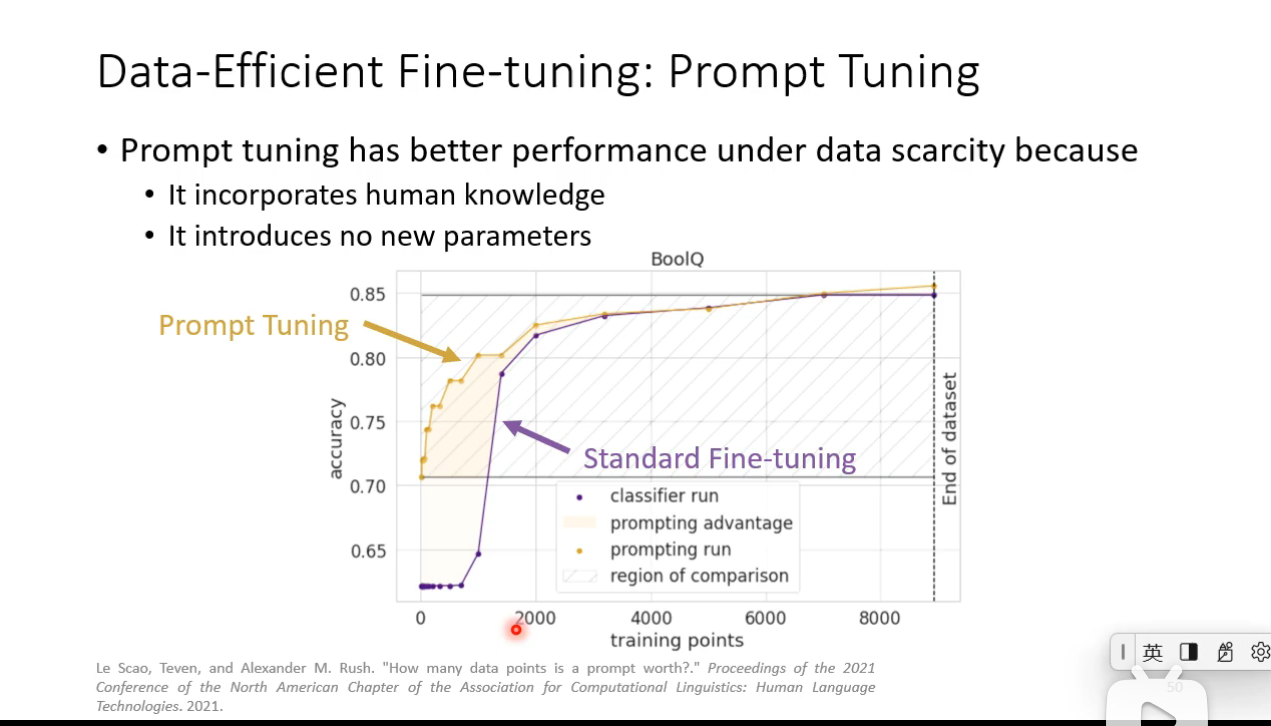 Data-Efficient Fine-tuning: Prompt Tuning
• Prompt tuning has better performance under data scarcity because
• It incorporates human knowledge
• It introduces no new parameters
BoolQ
0.85
0.80
0.75
0.70
0.65
accuracy
Prompt Tuning
Standard Fine-tuning
End of dataset
classifier run
prompting advantage
prompting run
region of comparison
0 2000 4000 6000 8000
training points
Le Scao, Teven, and Alexander M. Rush. "How many data points is a prompt worth?." Proceedings of the 2021
Conference of the North American Chapter of the Association for Computational Linguistics: Human Language
Technologies. 2021.
英
50